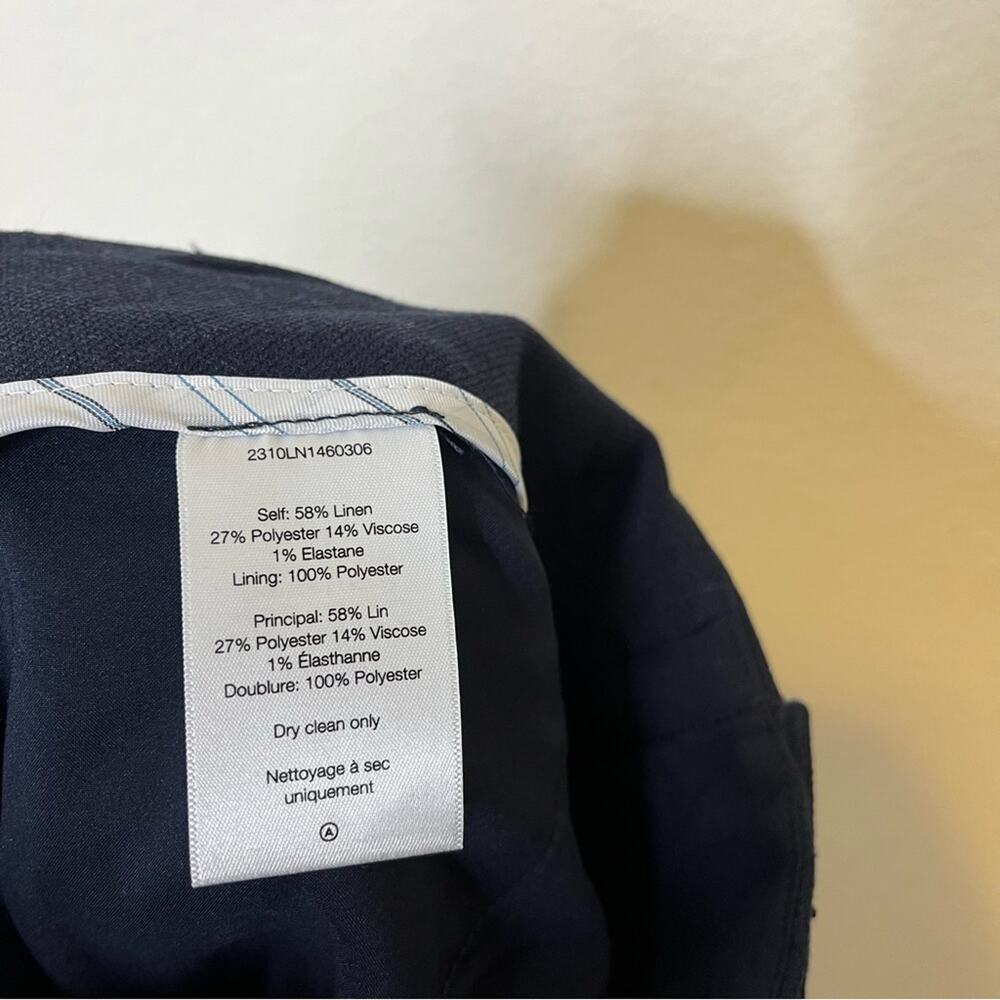 2310LN1460306
Self: 58% Linen
27% Polyester 14% Viscose
1% Elastane
Lining: 100% Polyester
Principal: 58% Lin
27% Polyester 14% Viscose
1% Élasthanne
Doublure: 100% Polyester
Dry clean only
Nettoyage à sec
uniquement
A